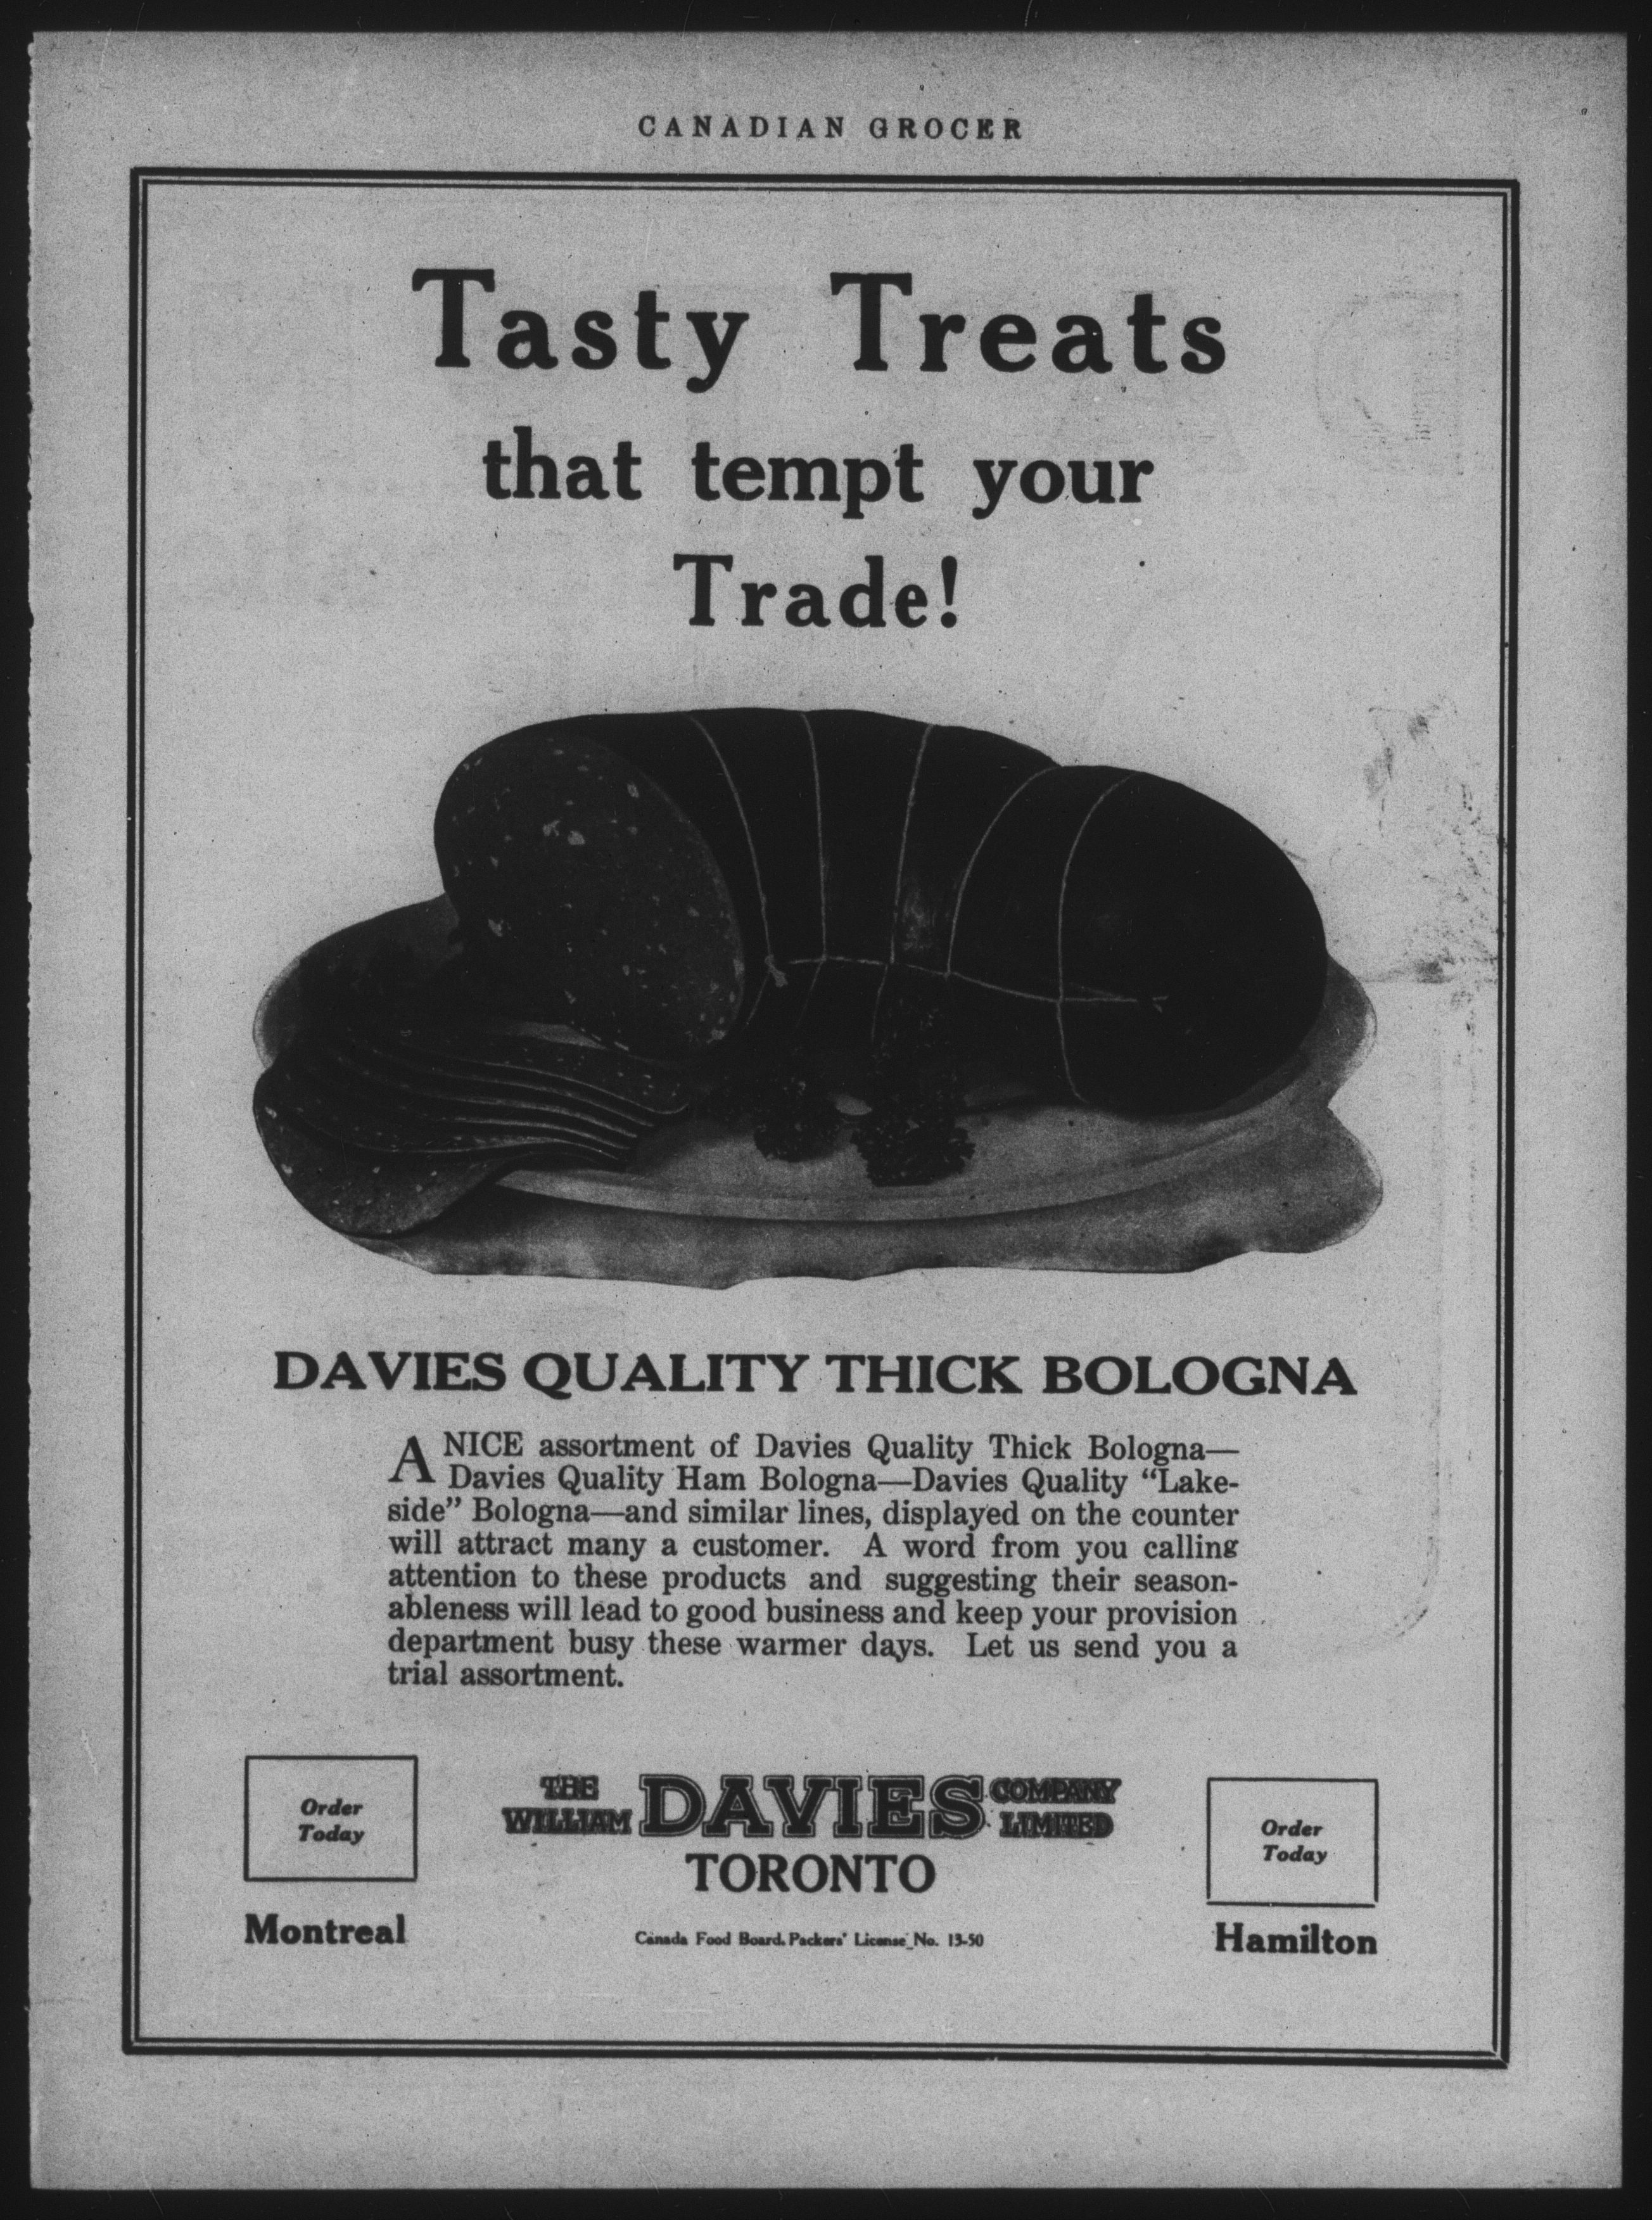 CANADIAN GROCER
Tasty Treats
that tempt your
Trade!
DAVIES QUALITY THICK BOLOGNA
A NICE assortment of Davies Quality Thick Bologna—
Davies Quality Ham Bologna—Davies Quality “Lake-
side” Bologna—and similar lines, displayed on the counter
will attract many a customer. A word from you calling
attention to these products and suggesting their season-
ableness will lead to good business and keep your provision
department busy these warmer days. Let us send you a
trial assortment.
Order
Today
Montreal
THE WILLIAM DAVIES COMPANY LIMITED
TORONTO
Canada Food Board, Packers' License No. 13-50
Order
Today
Hamilton